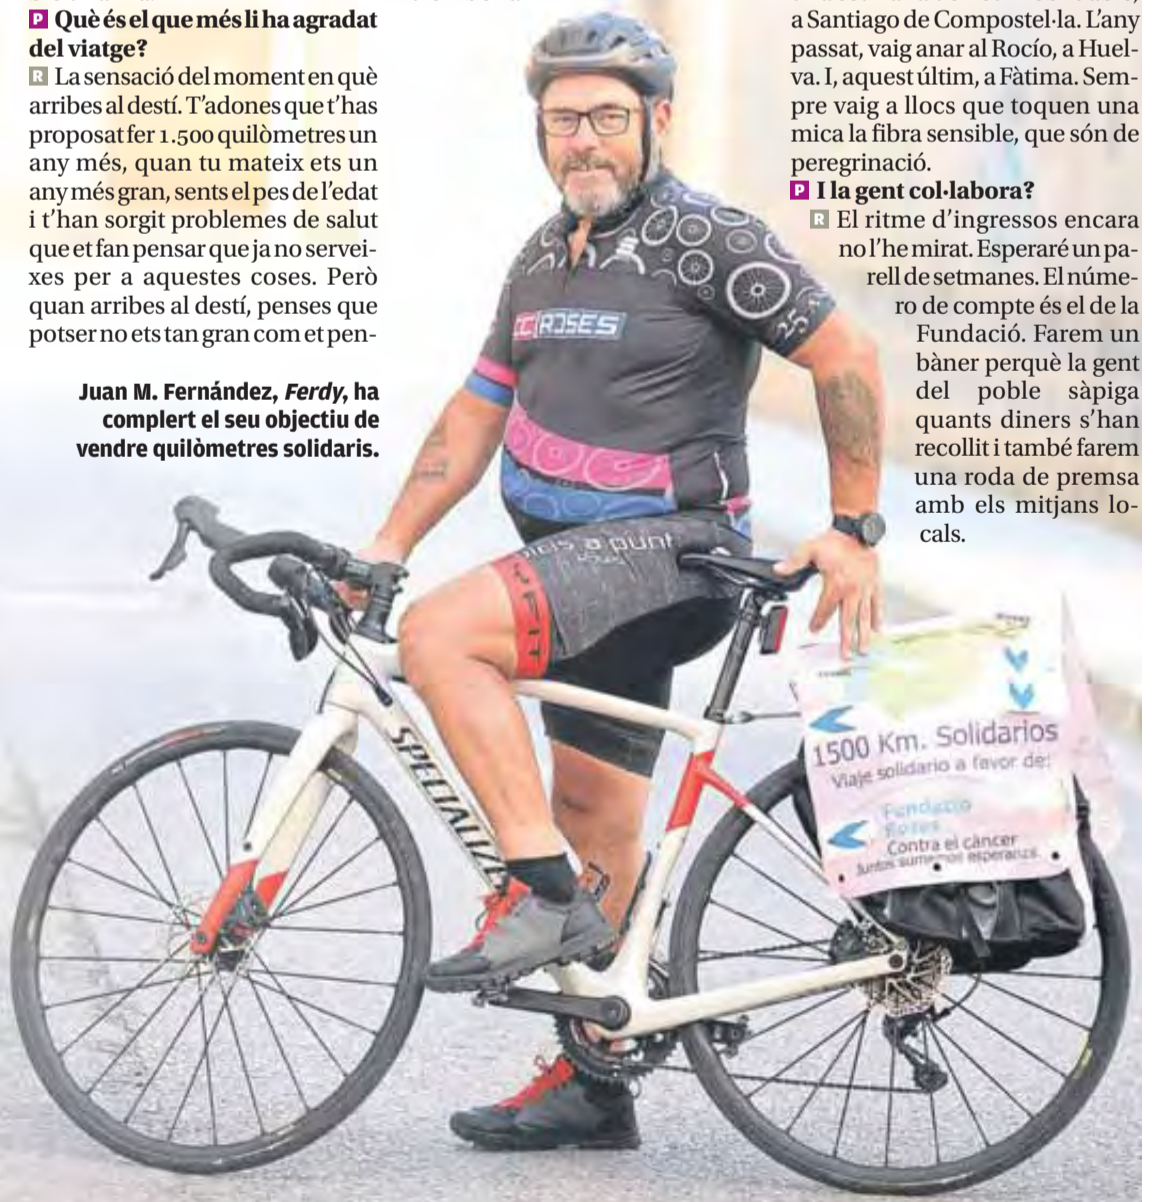 P Què és el que més li ha agradat
del viatge?
R La sensació del moment en què
arribes al destí. T'adones que t'has
proposat fer 1.500 quilòmetres un
any més, quan tu mateix ets un
any més gran, sents el pes de l'edat
i t'han sorgit problemes de salut
que et fan pensar que ja no servei-
xes per a aquestes coses. Però
quan arribes al destí, penses que
potser no ets tan gran com et pen-
Juan M. Fernández, Ferdy, ha
complert el seu objectiu de
vendre quilòmetres solidaris.
a Santiago de Compostel·la. L'any
passat, vaig anar al Rocío, a Huel-
va. I, aquest últim, a Fàtima. Sem-
pre vaig a llocs que toquen una
mica la fibra sensible, que són de
peregrinació.
P I la gent col·labora?
R El ritme d'ingressos encara
no l'he mirat. Esperaré un pa-
rell de setmanes. El núme-
ro de compte és el de la
Fundació. Farem un
bàner perquè la gent
del poble sàpiga
quants diners s'han
recollit i també farem
una roda de premsa
amb els mitjans lo-
cals.
CC ROSES
25
a punt
FIT
SPECIALIZE
1500 Km. Solidarios
Viaje solidario a favor de:
Fundació
Roses
Contra el càncer
Juntos sumamos esperanza